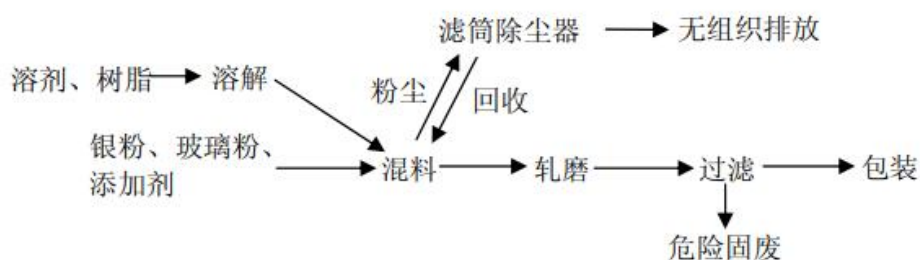 滤筒除尘器
无组织排放
溶剂、树脂
溶解
粉尘
回收
银粉、玻璃粉、
添加剂
混料
轧磨
过滤
包装
危险固废